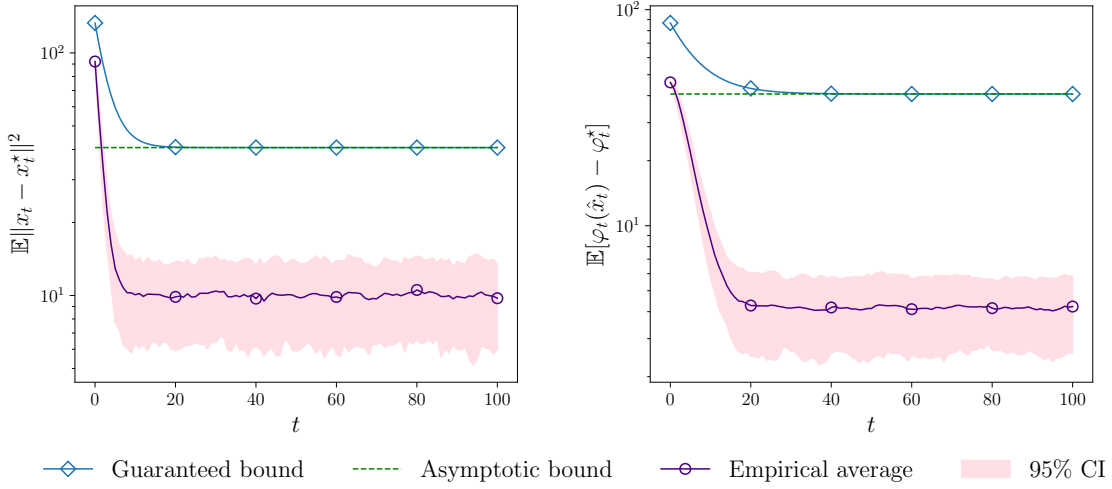 𝔼‖x_t − x_t^⋆‖²
10²
10¹
0 20 40 60 80 100
t
𝔼[φ_t(x̂_t) − φ_t^⋆]
10²
10¹
0 20 40 60 80 100
t
Guaranteed bound Asymptotic bound Empirical average 95% CI